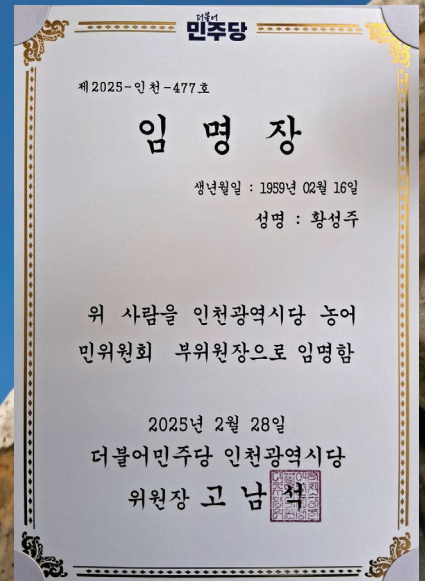 더불어
민주당
제2025-인천-477호
임 명 장
생년월일 : 1959년 02월 16일
성명 : 황성주
위 사람을 인천광역시당 농어
민위원회 부위원장으로 임명함
2025년 2월 28일
더불어민주당 인천광역시당
위원장 고 남 석